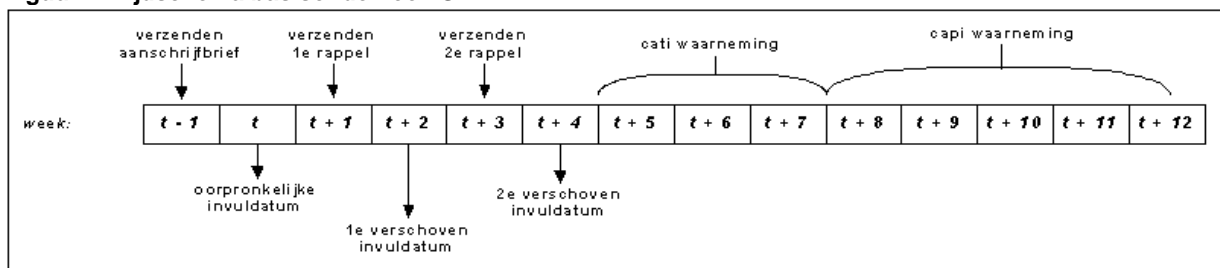 verzenden
aanschrijfbrief
verzenden
1e rappel
verzenden
2e rappel
cati waarneming
capi waarneming
week:
t - 1
t
t + 1
t + 2
t + 3
t + 4
t + 5
t + 6
t + 7
t + 8
t + 9
t + 10
t + 11
t + 12
oorpronkelijke
invuldatum
1e verschoven
invuldatum
2e verschoven
invuldatum